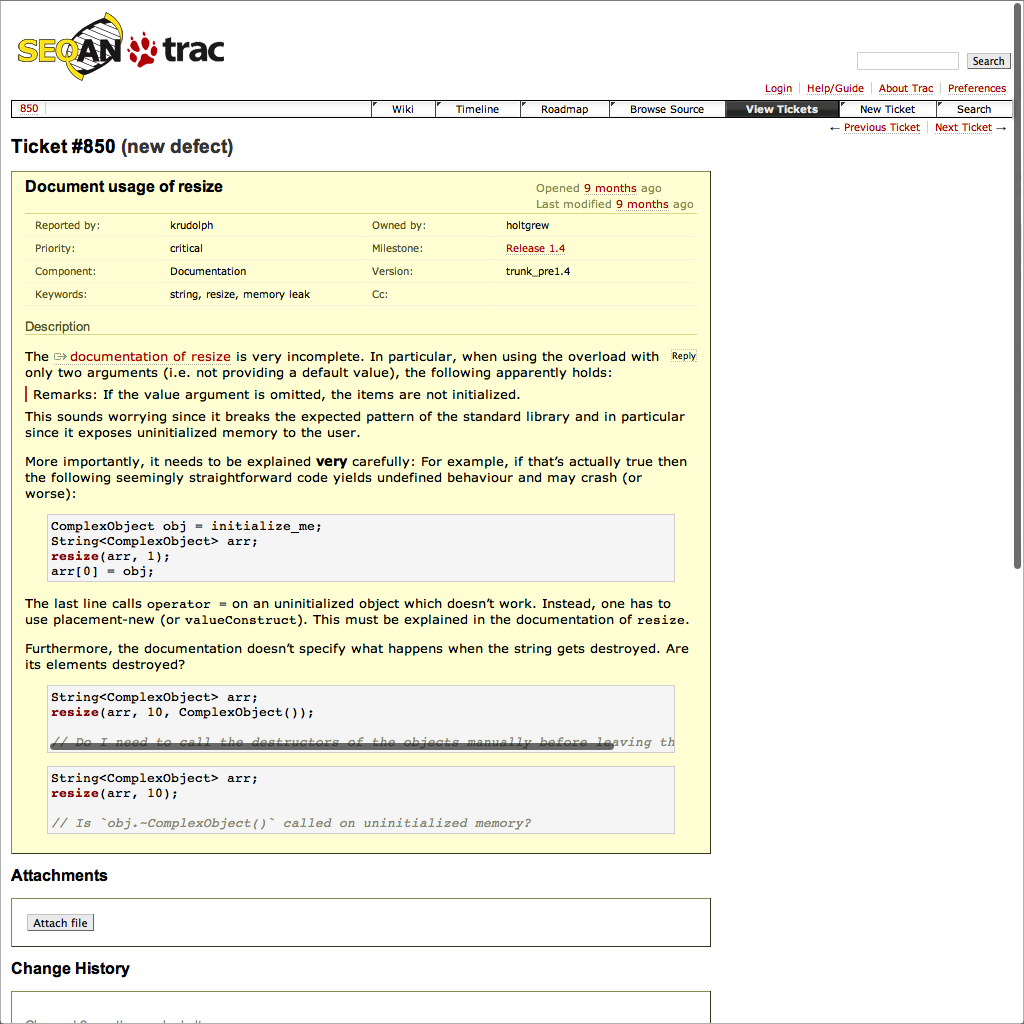 SEQAN trac
Search
Login Help/Guide About Trac Preferences
850 Wiki Timeline Roadmap Browse Source View Tickets New Ticket Search
← Previous Ticket Next Ticket →
Ticket #850 (new defect)
Document usage of resize
Opened 9 months ago
Last modified 9 months ago
Reported by: krudolph Owned by: holtgrew
Priority: critical Milestone: Release 1.4
Component: Documentation Version: trunk_pre1.4
Keywords: string, resize, memory leak Cc:
Description
The documentation of resize is very incomplete. In particular, when using the overload with Reply
only two arguments (i.e. not providing a default value), the following apparently holds:
Remarks: If the value argument is omitted, the items are not initialized.
This sounds worrying since it breaks the expected pattern of the standard library and in particular
since it exposes uninitialized memory to the user.
More importantly, it needs to be explained very carefully: For example, if that’s actually true then
the following seemingly straightforward code yields undefined behaviour and may crash (or
worse):
ComplexObject obj = initialize_me;
String<ComplexObject> arr;
resize(arr, 1);
arr[0] = obj;
The last line calls operator = on an uninitialized object which doesn’t work. Instead, one has to
use placement-new (or valueConstruct). This must be explained in the documentation of resize.
Furthermore, the documentation doesn’t specify what happens when the string gets destroyed. Are
its elements destroyed?
String<ComplexObject> arr;
resize(arr, 10, ComplexObject());
// Do I need to call the destructors of the objects manually before leaving th
String<ComplexObject> arr;
resize(arr, 10);
// Is `obj.~ComplexObject()` called on uninitialized memory?
Attachments
Attach file
Change History